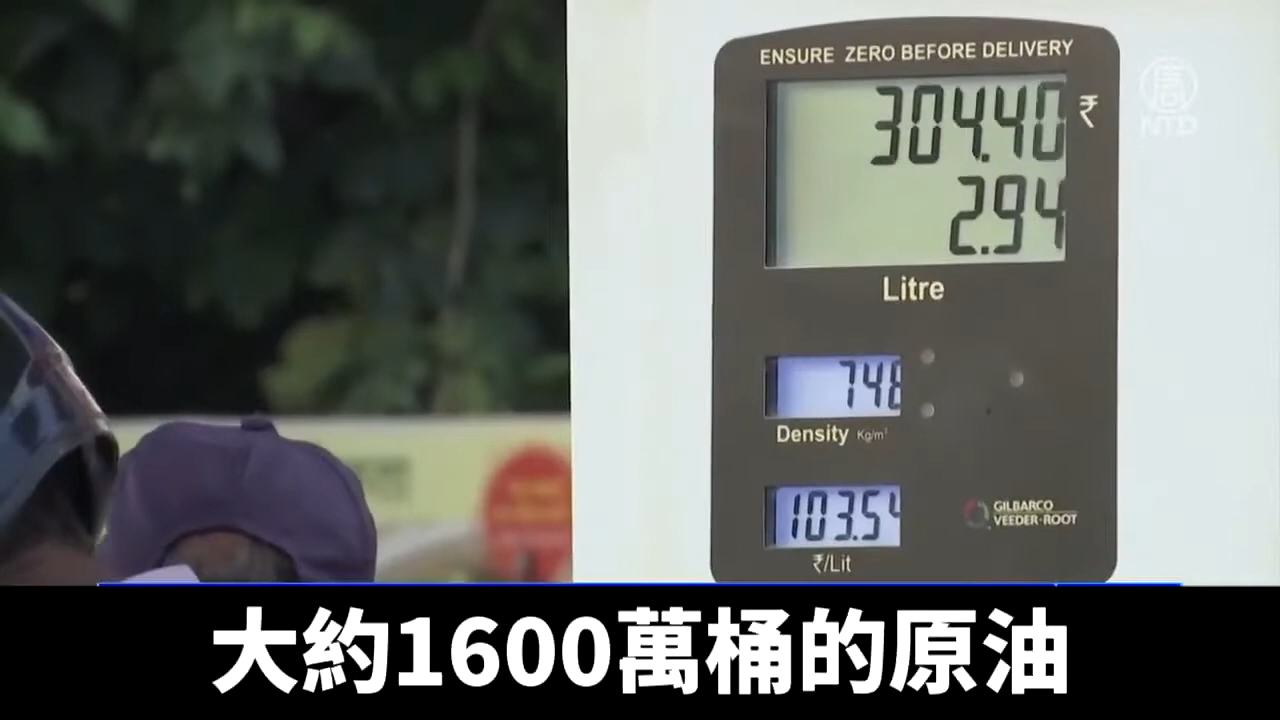 ENSURE ZERO BEFORE DELIVERY
304.40 ₹
2.94
Litre
748
Density Kg/m³
103.54
₹/Lit
GILBARCO
VEEDER-ROOT
NTD
大約1600萬桶的原油